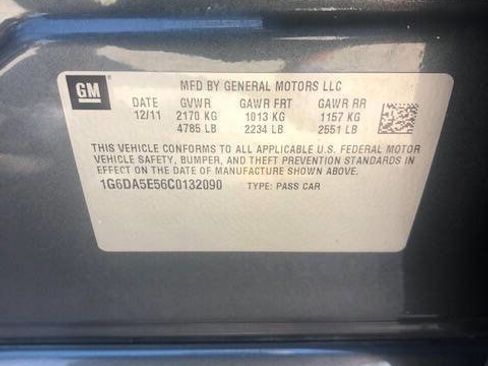 GM
MFD BY GENERAL MOTORS LLC
DATE GVWR GAWR FRT GAWR RR
12/11 2170 KG 1013 KG 1157 KG
4785 LB 2234 LB 2551 LB
THIS VEHICLE CONFORMS TO ALL APPLICABLE U.S. FEDERAL MOTOR
VEHICLE SAFETY, BUMPER, AND THEFT PREVENTION STANDARDS IN
EFFECT ON THE DATE OF MANUFACTURE SHOWN ABOVE.
1G6DA5E56C0132090 TYPE: PASS CAR